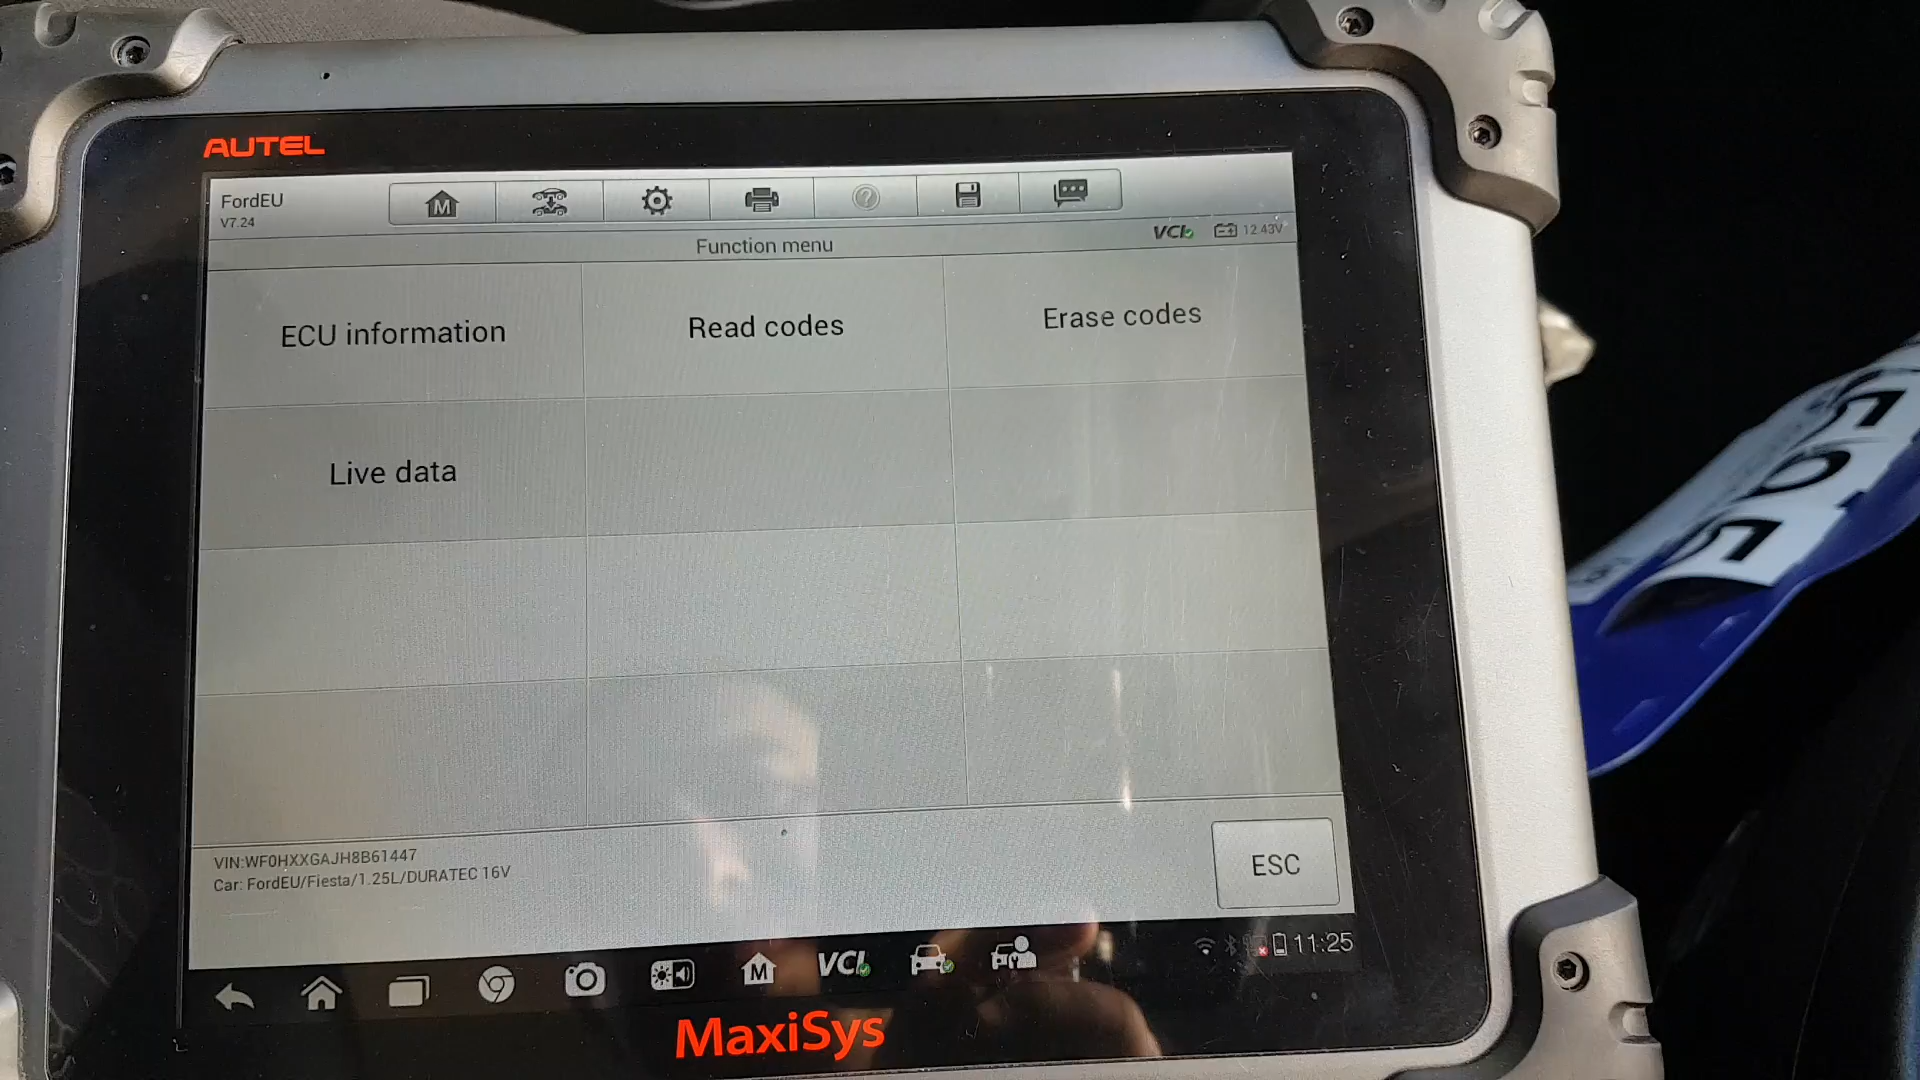 AUTEL
FordEU
V7.24
M
?
Function menu
VCI
12.43V
ECU information
Read codes
Erase codes
Live data
VIN:WF0HXXGAJH8B61447
Car: FordEU/Fiesta/1.25L/DURATEC 16V
ESC
M
VCI
11:25
MaxiSys